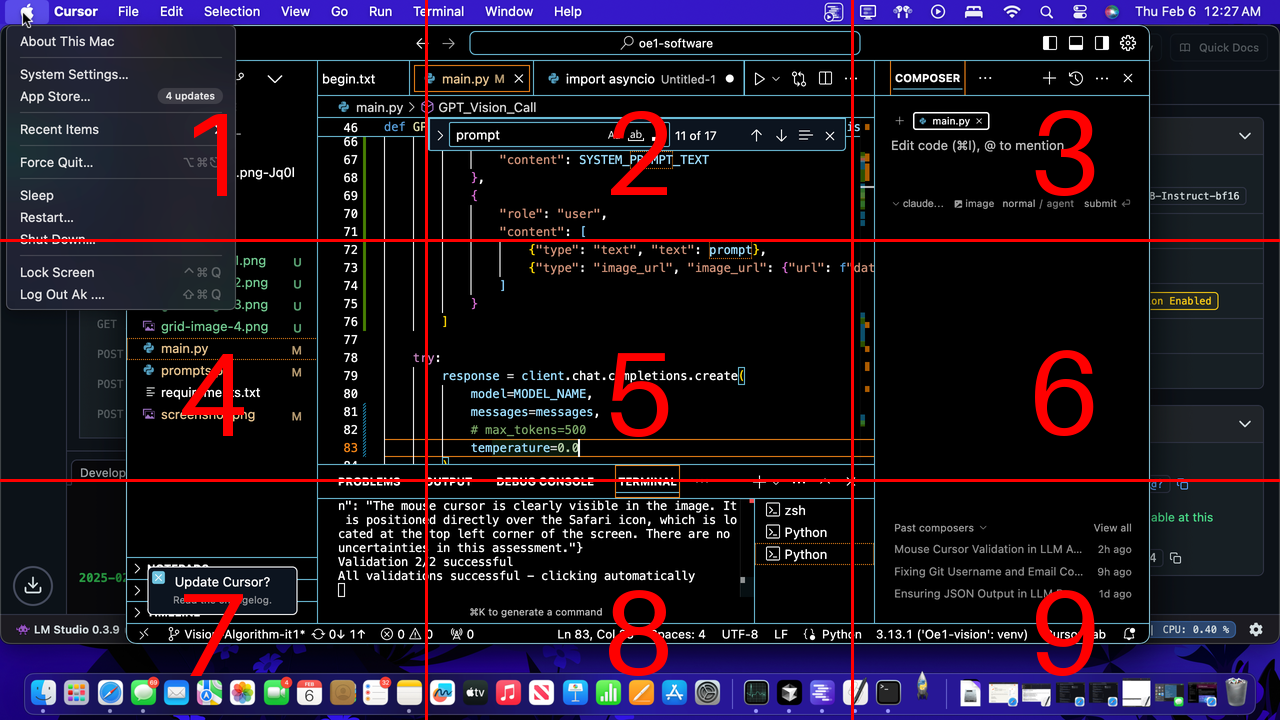 Cursor File Edit Selection View Go Run Terminal Window Help Thu Feb 6 12:27 AM
About This Mac
System Settings...
App Store... 4 updates
Recent Items
Force Quit... ⌥⌘
Sleep
Restart...
Shut Down...
Lock Screen ^⌘Q
Log Out Ak .... ⇧⌘Q
oe1-software
Quick Docs
begin.txt
main.py M
import asyncio Untitled-1
main.py > GPT_Vision_Call
prompt
11 of 17
46 def GP
66
67 "content": SYSTEM_PROMPT_TEXT
68 },
69 {
70 "role": "user",
71 "content": [
72 {"type": "text", "text": prompt},
73 {"type": "image_url", "image_url": {"url": f"dat
74 ]
75 }
76 ]
77
78 try:
79 response = client.chat.completions.create(
80 model=MODEL_NAME,
81 messages=messages,
82 # max_tokens=500
83 temperature=0.0
84 )
.png-Jq0l
1.png U
2.png U
3.png U
grid-image-4.png U
main.py M
prompts.p M
requirements.txt
screenshot.png M
GET
POST
POST
POST
Develop
2025-02
LM Studio 0.3.9
COMPOSER
main.py
Edit code (⌘I), @ to mention
claude... image normal / agent submit
B-Instruct-bf16
on Enabled
able at this
4
Past composers View all
Mouse Cursor Validation in LLM A... 2h ago
Fixing Git Username and Email Co... 9h ago
Ensuring JSON Output in LLM P 1d ago
PROBLEMS OUTPUT DEBUG CONSOLE TERMINAL
n": "The mouse cursor is clearly visible in the image. It
is positioned directly over the Safari icon, which is lo
cated at the top left corner of the screen. There are no
uncertainties in this assessment."}
Validation 2/2 successful
All validations successful – clicking automatically
⌘K to generate a command
zsh
Python
Python
NOTEPADS
TIMELINE
Update Cursor?
Read the changelog.
Vision-Algorithm-it1* 0↓ 1↑ 0 0 0
Ln 83, Col Spaces: 4 UTF-8 LF Python 3.13.1 ('Oe1-vision': venv) Cursor Tab
CPU: 0.40 %
1
2
3
4
5
6
7
8
9